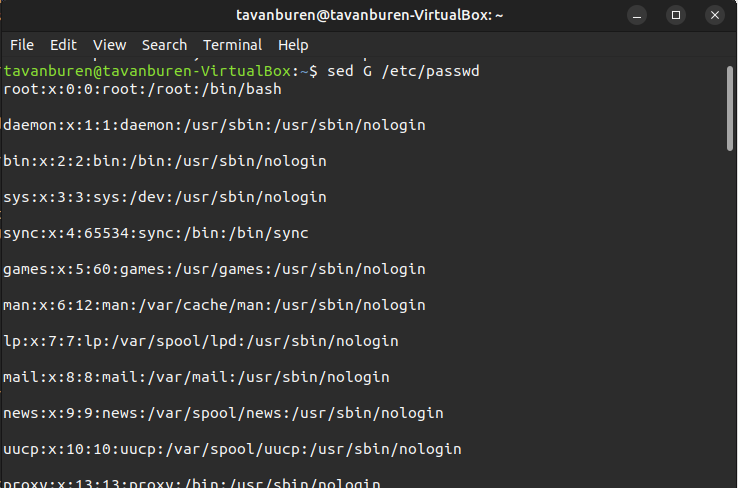 tavanburen@tavanburen-VirtualBox: ~
File Edit View Search Terminal Help
tavanburen@tavanburen-VirtualBox:~$ sed G /etc/passwd
root:x:0:0:root:/root:/bin/bash
daemon:x:1:1:daemon:/usr/sbin:/usr/sbin/nologin
bin:x:2:2:bin:/bin:/usr/sbin/nologin
sys:x:3:3:sys:/dev:/usr/sbin/nologin
sync:x:4:65534:sync:/bin:/bin/sync
games:x:5:60:games:/usr/games:/usr/sbin/nologin
man:x:6:12:man:/var/cache/man:/usr/sbin/nologin
lp:x:7:7:lp:/var/spool/lpd:/usr/sbin/nologin
mail:x:8:8:mail:/var/mail:/usr/sbin/nologin
news:x:9:9:news:/var/spool/news:/usr/sbin/nologin
uucp:x:10:10:uucp:/var/spool/uucp:/usr/sbin/nologin
proxy:x:13:13:proxy:/bin:/usr/sbin/nologin